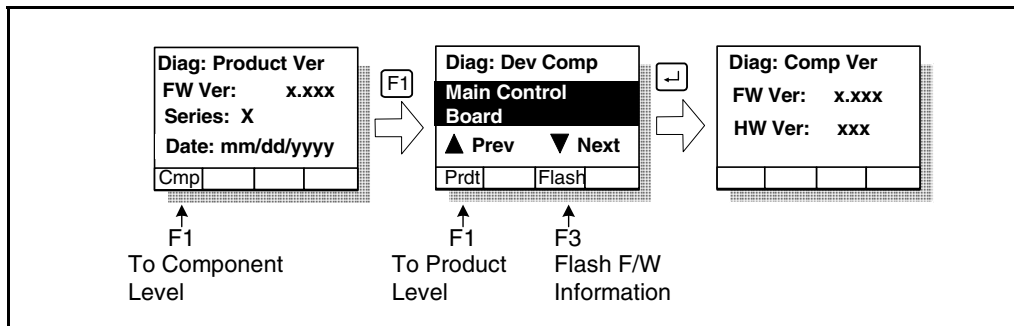 Diag: Product Ver
FW Ver: x.xxx
Series: X
Date: mm/dd/yyyy
Cmp
F1
To Component
Level
F1
Diag: Dev Comp
Main Control
Board
▲ Prev ▼ Next
Prdt Flash
F1
To Product
Level
F3
Flash F/W
Information
↵
Diag: Comp Ver
FW Ver: x.xxx
HW Ver: xxx